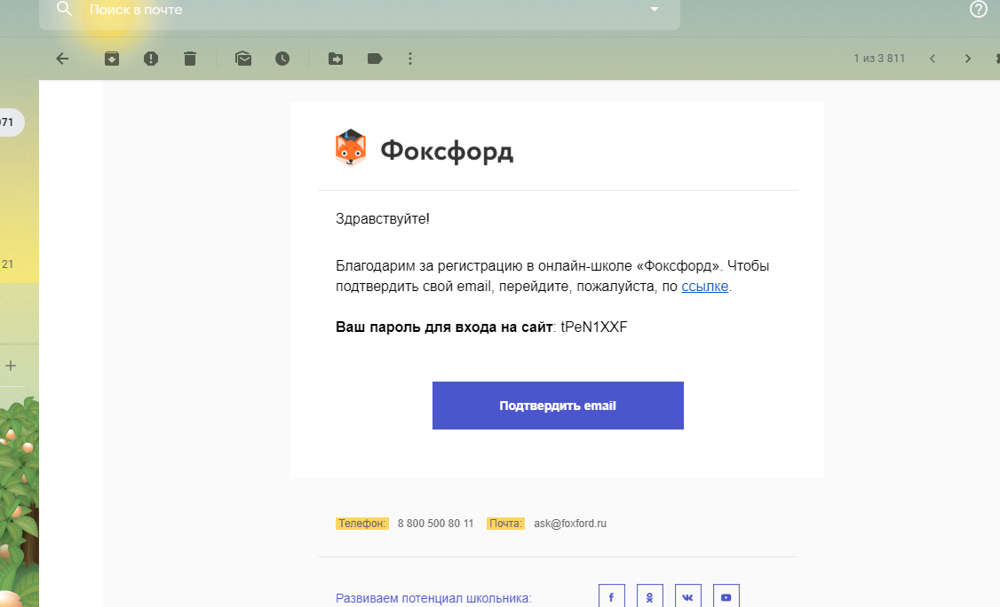 Поиск в почте
1 из 3 811
971
21
Фоксфорд
Здравствуйте!
Благодарим за регистрацию в онлайн-школе «Фоксфорд». Чтобы
подтвердить свой email, перейдите, пожалуйста, по ссылке.
Ваш пароль для входа на сайт: tPeN1XXF
Подтвердить email
Телефон: 8 800 500 80 11 Почта: ask@foxford.ru
Развиваем потенциал школьника: